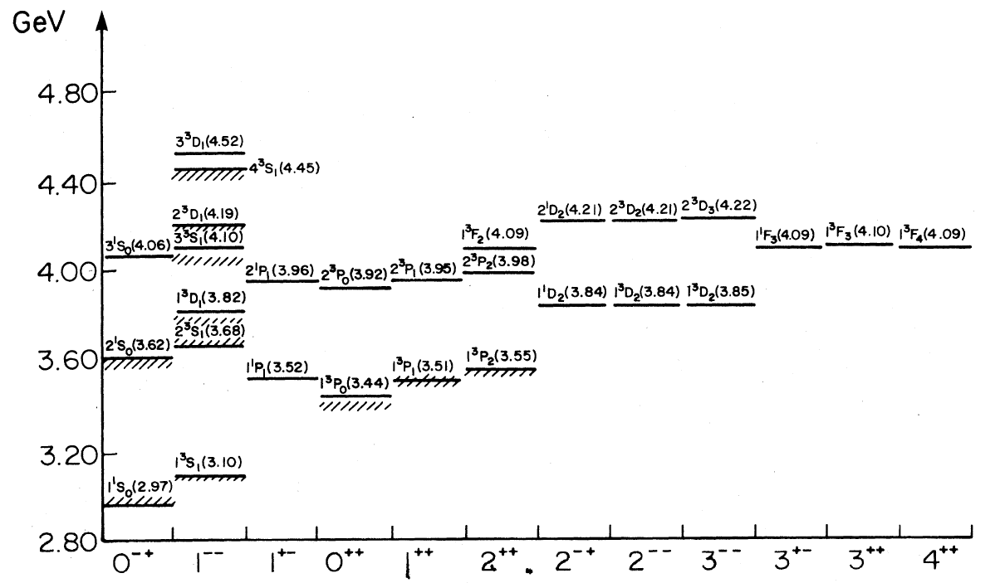 GeV
4.80
3³D₁(4.52)
4³S₁(4.45)
4.40
2³D₁(4.19)
2¹D₂(4.21)
2³D₂(4.21)
2³D₃(4.22)
3¹S₀(4.06)
3³S₁(4.10)
1³F₂(4.09)
1¹F₃(4.09)
1³F₃(4.10)
1³F₄(4.09)
4.00
2¹P₁(3.96)
2³P₀(3.92)
2³P₁(3.95)
2³P₂(3.98)
1³D₁(3.82)
1¹D₂(3.84)
1³D₂(3.84)
1³D₂(3.85)
2¹S₀(3.62)
2³S₁(3.68)
3.60
1¹P₁(3.52)
1³P₀(3.44)
1³P₁(3.51)
1³P₂(3.55)
3.20
1¹S₀(2.97)
1³S₁(3.10)
2.80
0⁻⁺ 1⁻⁻ 1⁺⁻ 0⁺⁺ 1⁺⁺ 2⁺⁺ 2⁻⁺ 2⁻⁻ 3⁻⁻ 3⁺⁻ 3⁺⁺ 4⁺⁺